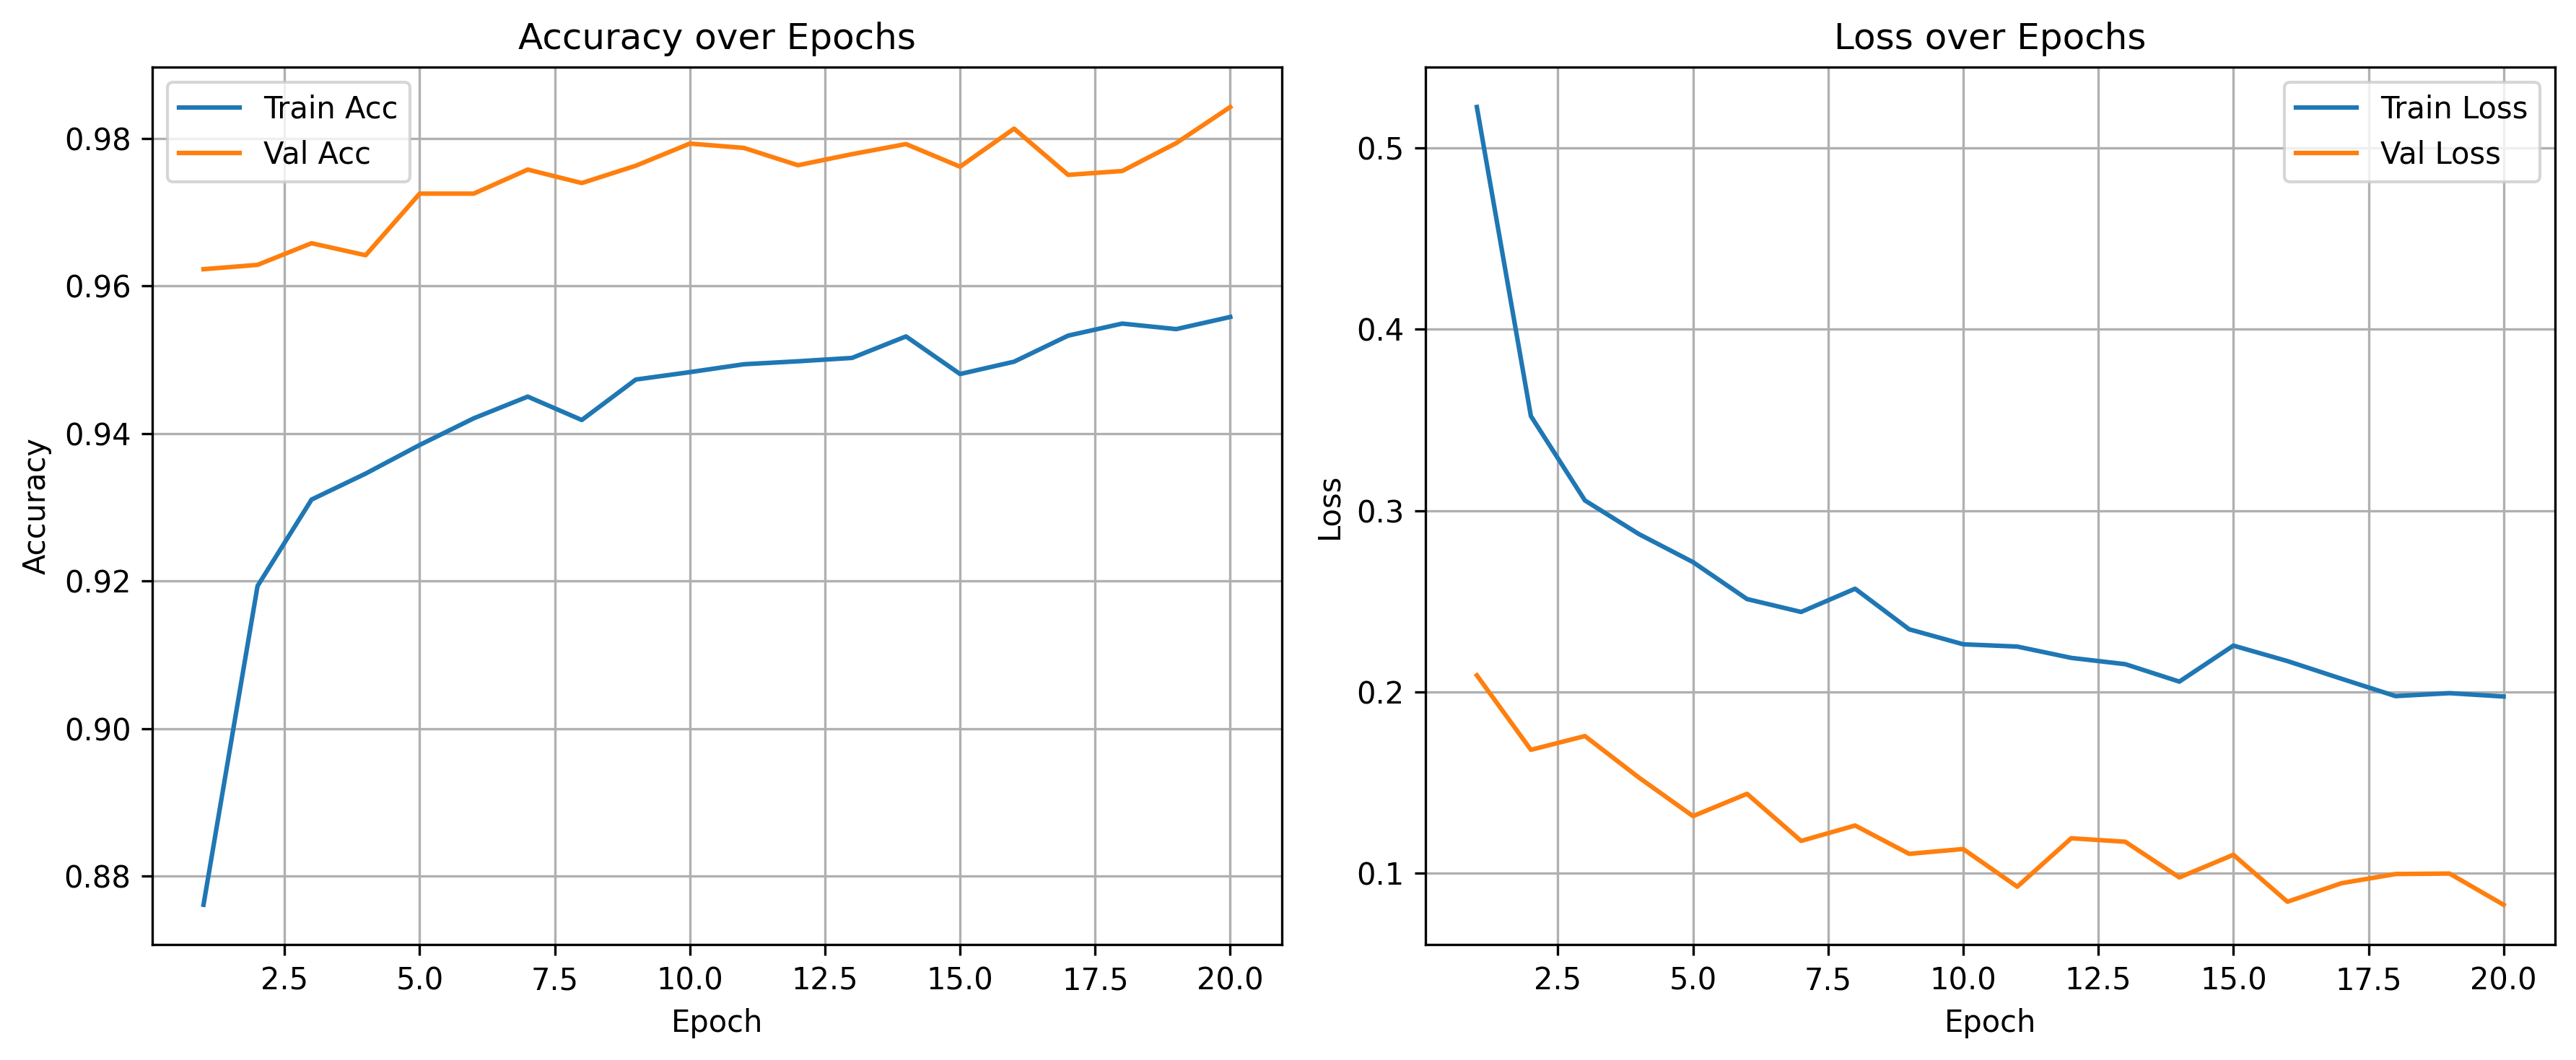 Accuracy over Epochs
Train Acc
Val Acc
0.98
0.96
0.94
0.92
0.90
0.88
Accuracy
2.5 5.0 7.5 10.0 12.5 15.0 17.5 20.0
Epoch
Loss over Epochs
Train Loss
Val Loss
0.5
0.4
0.3
0.2
0.1
Loss
2.5 5.0 7.5 10.0 12.5 15.0 17.5 20.0
Epoch